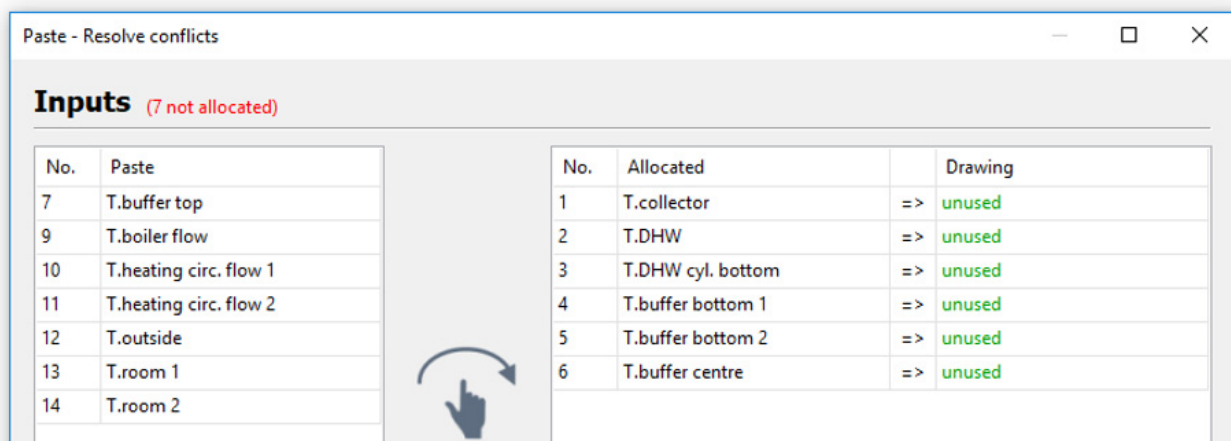 Paste - Resolve conflicts
Inputs (7 not allocated)
No. Paste
7 T.buffer top
9 T.boiler flow
10 T.heating circ. flow 1
11 T.heating circ. flow 2
12 T.outside
13 T.room 1
14 T.room 2
No. Allocated Drawing
1 T.collector => unused
2 T.DHW => unused
3 T.DHW cyl. bottom => unused
4 T.buffer bottom 1 => unused
5 T.buffer bottom 2 => unused
6 T.buffer centre => unused